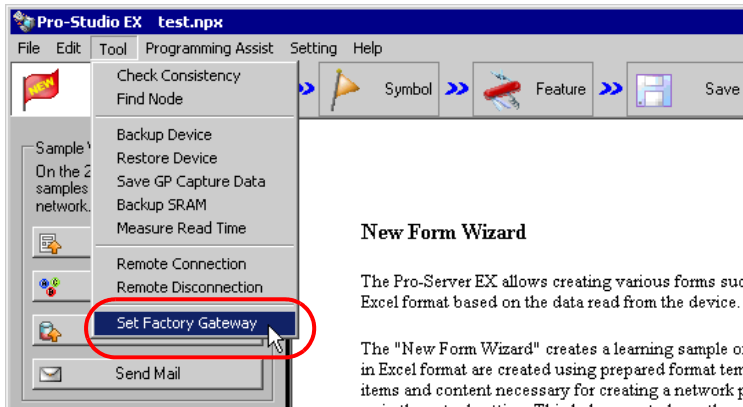 Pro-Studio EX test.npx
File Edit Tool Programming Assist Setting Help
NEW
Symbol
Feature
Save
Check Consistency
Find Node
Backup Device
Restore Device
Save GP Capture Data
Backup SRAM
Measure Read Time
Remote Connection
Remote Disconnection
Set Factory Gateway
Sample
On the 2
samples
network.
Send Mail
New Form Wizard
The Pro-Server EX allows creating various forms suc
Excel format based on the data read from the device.
The "New Form Wizard" creates a learning sample o
in Excel format are created using prepared format tem
items and content necessary for creating a network p